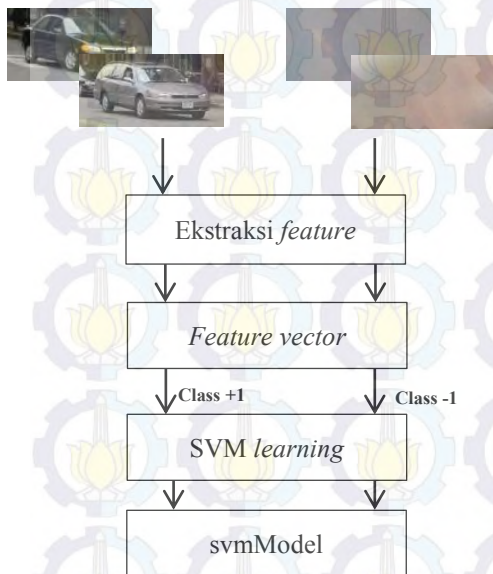 Ekstraksi feature
Feature vector
Class +1
Class -1
SVM learning
svmModel